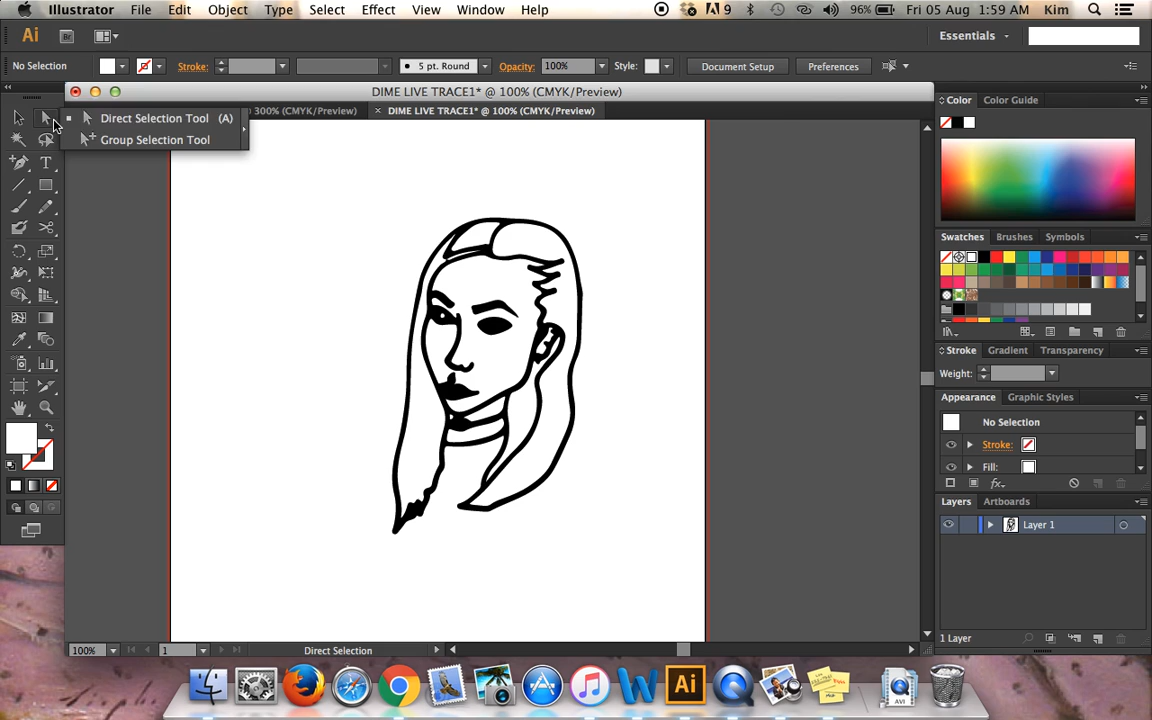 Illustrator File Edit Object Type Select Effect View Window Help 9 96% Fri 05 Aug 1:59 AM Kim
Ai Br Essentials
No Selection Stroke: 5 pt. Round Opacity: 100% Style: Document Setup Preferences
DIME LIVE TRACE1* @ 100% (CMYK/Preview)
300% (CMYK/Preview) × DIME LIVE TRACE1* @ 100% (CMYK/Preview)
Direct Selection Tool (A)
Group Selection Tool
T
Color Color Guide
Swatches Brushes Symbols
Stroke Gradient Transparency
Weight:
Appearance Graphic Styles
No Selection
Stroke:
Fill:
fx
Layers Artboards
Layer 1
1 Layer
100% 1 Direct Selection
W Ai AVI